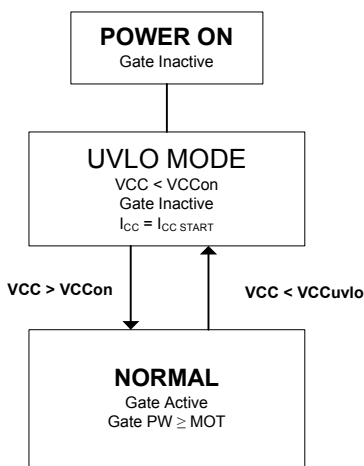 POWER ON
Gate Inactive
UVLO MODE
VCC < VCCon
Gate Inactive
ICC = ICC START
VCC > VCCon
VCC < VCCuvlo
NORMAL
Gate Active
Gate PW ≥ MOT